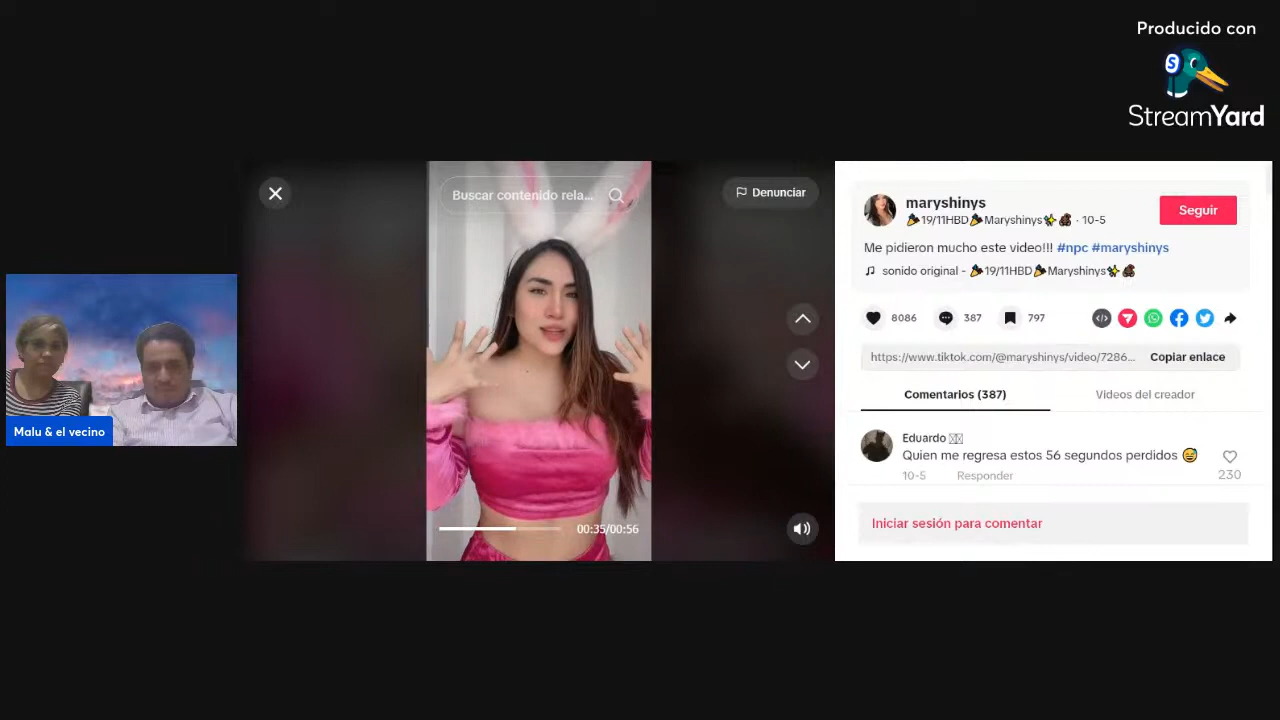 Producido con
S
StreamYard
Buscar contenido rela...
Denunciar
maryshinys
Seguir
🎉19/11HBD🎉Maryshinys✨🦍 · 10-5
Me pidieron mucho este video!!! #npc #maryshinys
sonido original - 🎉19/11HBD🎉Maryshinys✨🦍
8086
387
797
https://www.tiktok.com/@maryshinys/video/7286...
Copiar enlace
Comentarios (387)
Videos del creador
Eduardo
Quien me regresa estos 56 segundos perdidos 😅
230
10-5
Responder
Malu & el vecino
00:35/00:56
Iniciar sesión para comentar